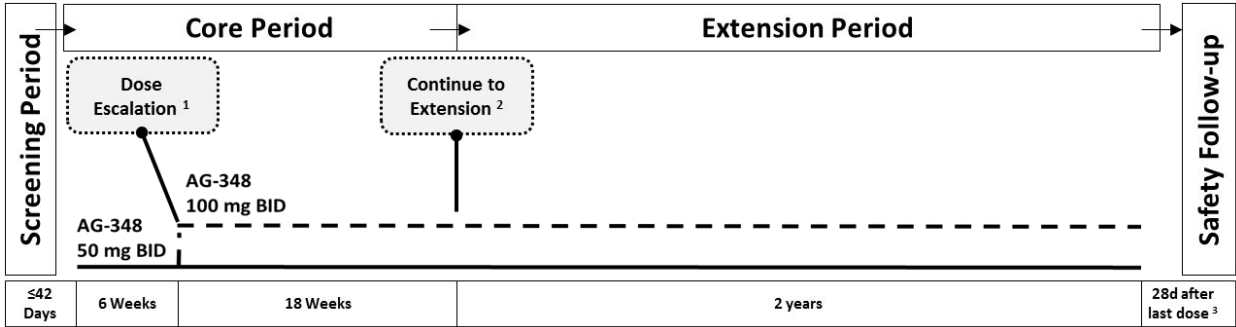 Screening Period
Core Period
Extension Period
Safety Follow-up
Dose
Escalation 1
Continue to
Extension 2
AG-348
100 mg BID
AG-348
50 mg BID
≤42
Days
6 Weeks
18 Weeks
2 years
28d after
last dose 3